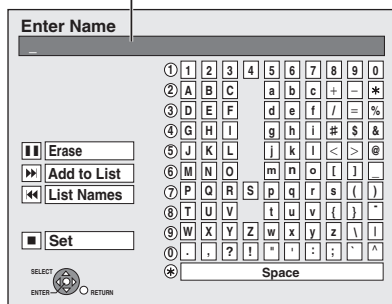 Enter Name
_
① 1 2 3 4 5 6 7 8 9 0
② A B C a b c + − *
③ D E F d e f / = %
④ G H I g h i # $ &
Erase ⑤ J K L j k l < > @
Add to List ⑥ M N O m n o [ ] _
List Names ⑦ P Q R S p q r s ( )
⑧ T U V t u v { } ~
Set ⑨ W X Y Z w x y z \ |
⓪ . , ? ! " ' : ; ` ^
SELECT ✱ Space
ENTER RETURN